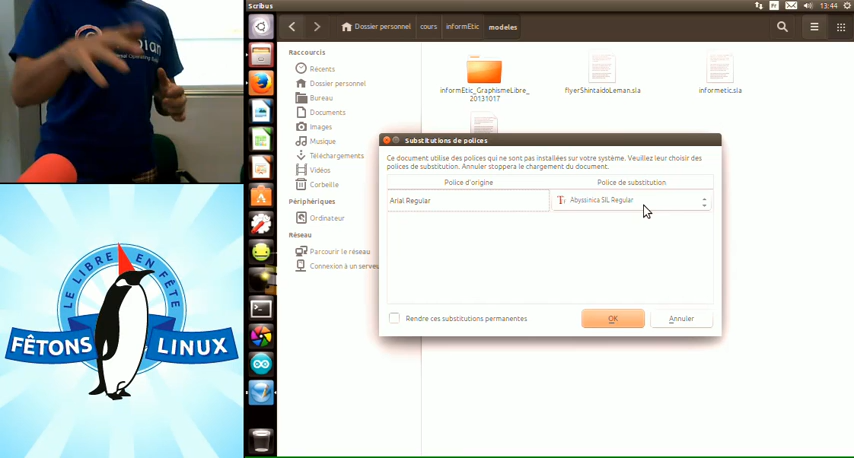 Scribus
Fr
13:44
Dossier personnel cours informEtic modeles
Raccourcis
Récents
Dossier personnel
Bureau
Documents
Images
Musique
Téléchargements
Vidéos
Corbeille
Périphériques
Ordinateur
Réseau
Parcourir le réseau
Connexion à un serveu
informEtic_GraphismeLibre_
20131017
flyerShintaidoLeman.sla
informetic.sla
Substitutions de polices
Ce document utilise des polices qui ne sont pas installées sur votre système. Veuillez leur choisir des
polices de substitution. Annuler stoppera le chargement du document.
Police d'origine
Police de substitution
Arial Regular
Abyssinica SIL Regular
Rendre ces substitutions permanentes
OK
Annuler
LE LIBRE EN FÊTE
FÊTONS LINUX